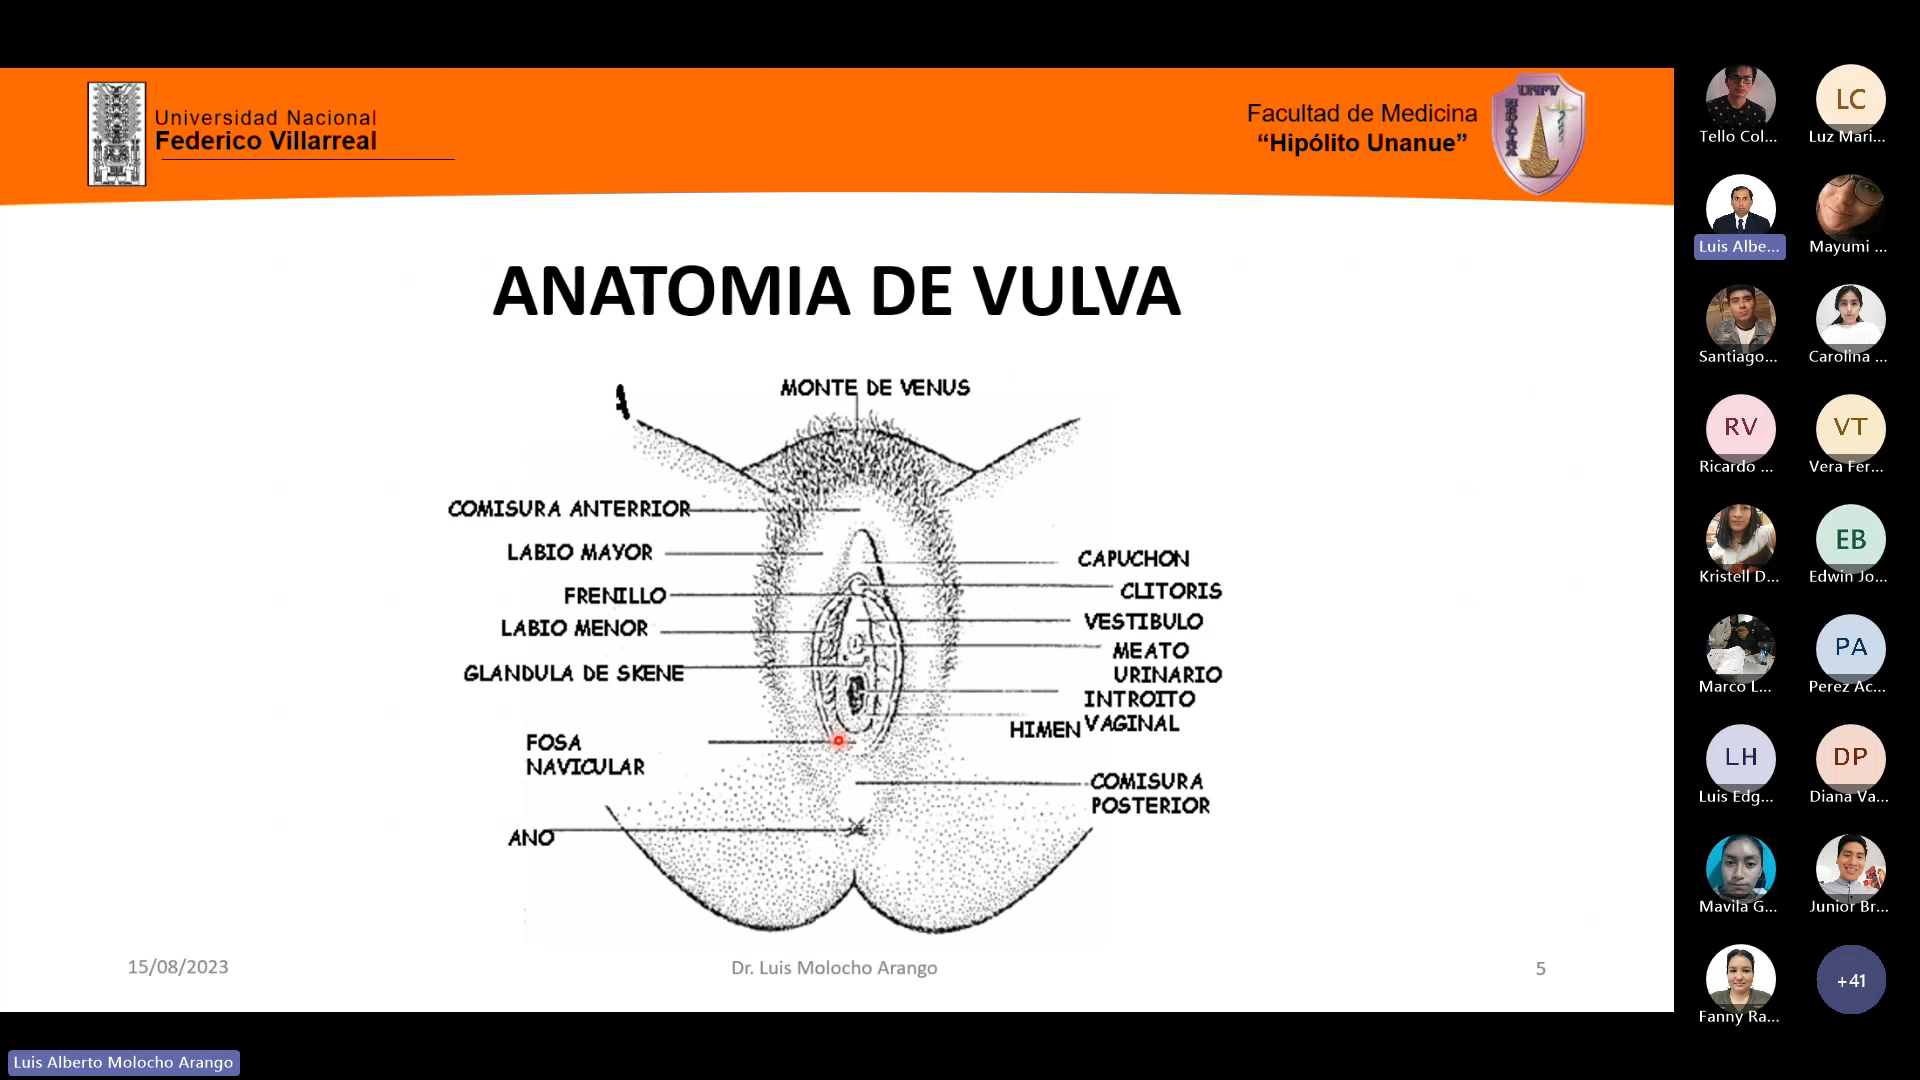 Universidad Nacional
Federico Villarreal
Facultad de Medicina
“Hipólito Unanue”
UNFV
MEDICINA
ANATOMIA DE VULVA
MONTE DE VENUS
COMISURA ANTERRIOR
LABIO MAYOR
CAPUCHON
FRENILLO
CLITORIS
LABIO MENOR
VESTIBULO
MEATO
URINARIO
GLANDULA DE SKENE
INTROITO
VAGINAL
HIMEN
FOSA
NAVICULAR
COMISURA
POSTERIOR
ANO
15/08/2023
Dr. Luis Molocho Arango
5
Tello Col...
LC
Luz Mari...
Luis Albe...
Mayumi ...
Santiago...
Carolina ...
RV
Ricardo ...
VT
Vera Fer...
Kristell D...
EB
Edwin Jo...
Marco L...
PA
Perez Ac...
LH
Luis Edg...
DP
Diana Va...
Mavila G...
Junior Br...
Fanny Ra...
+41
Luis Alberto Molocho Arango